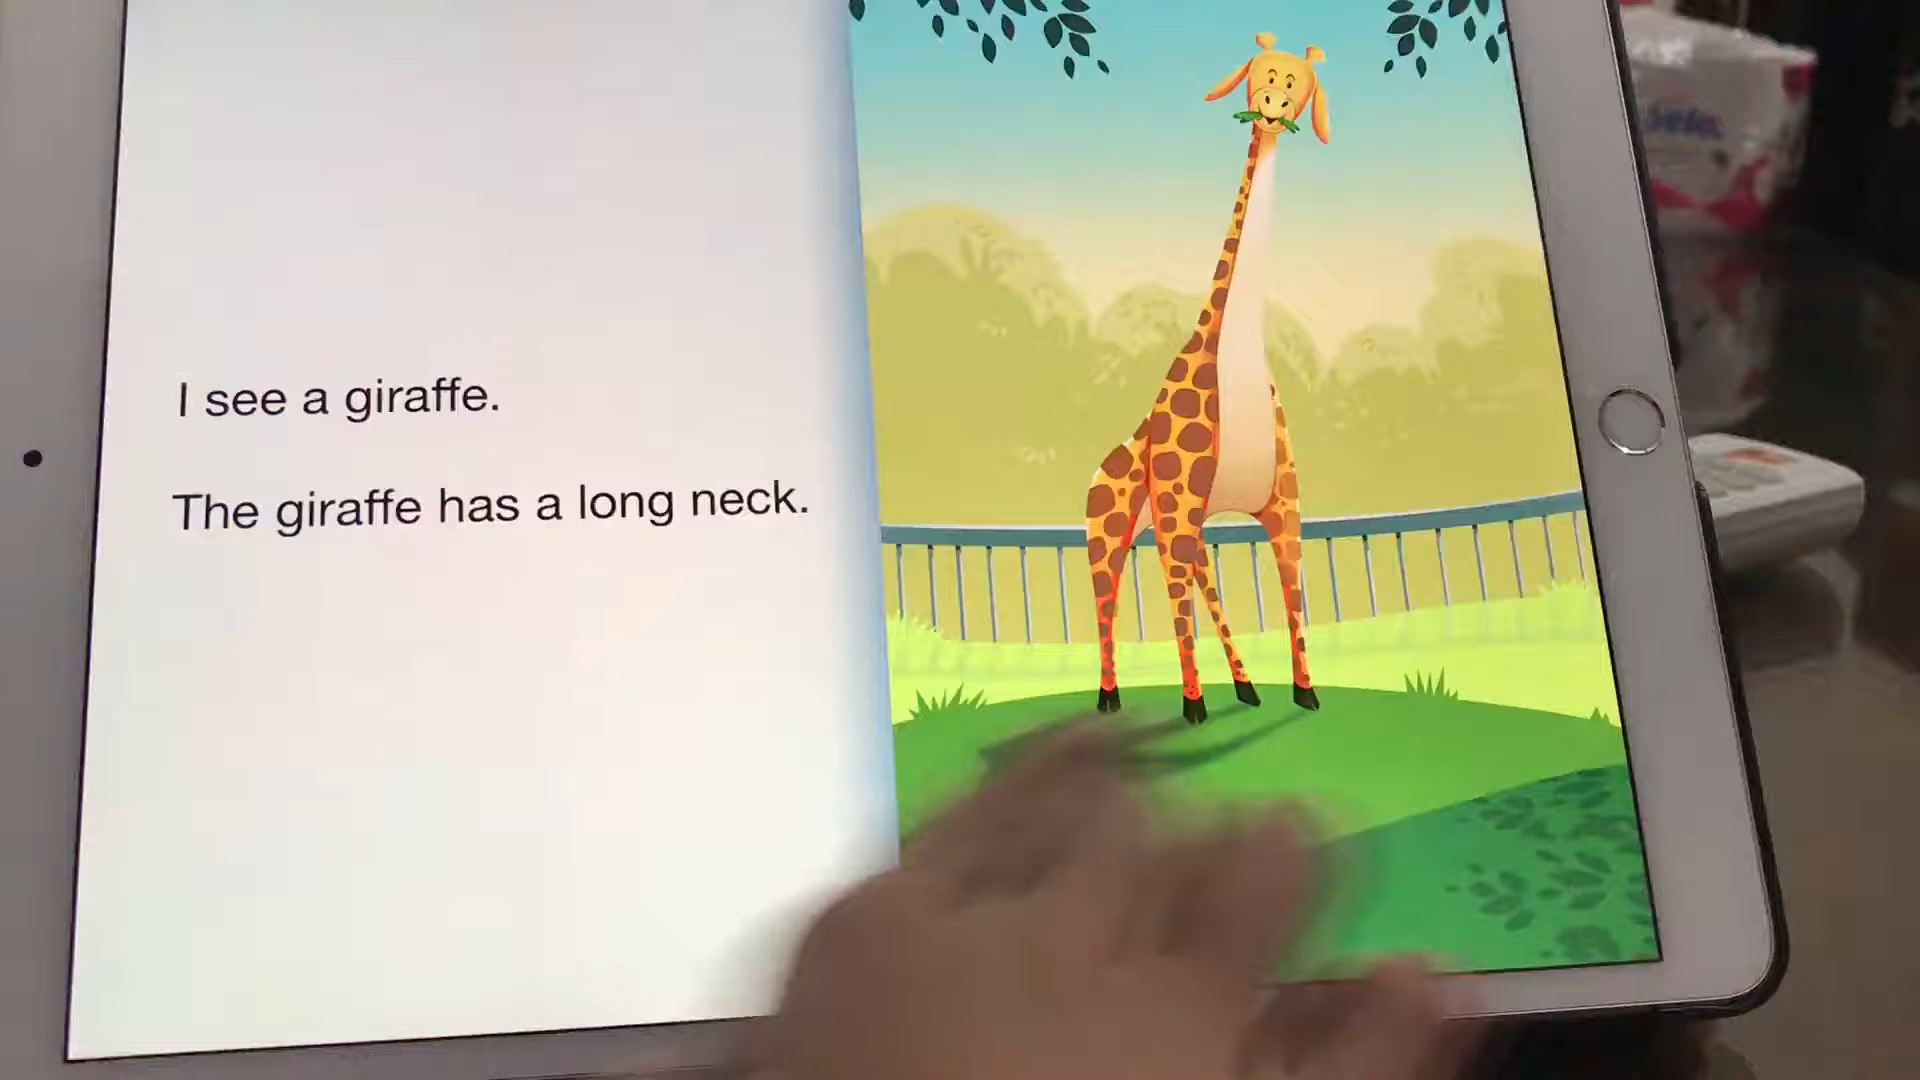 I see a giraffe.
The giraffe has a long neck.